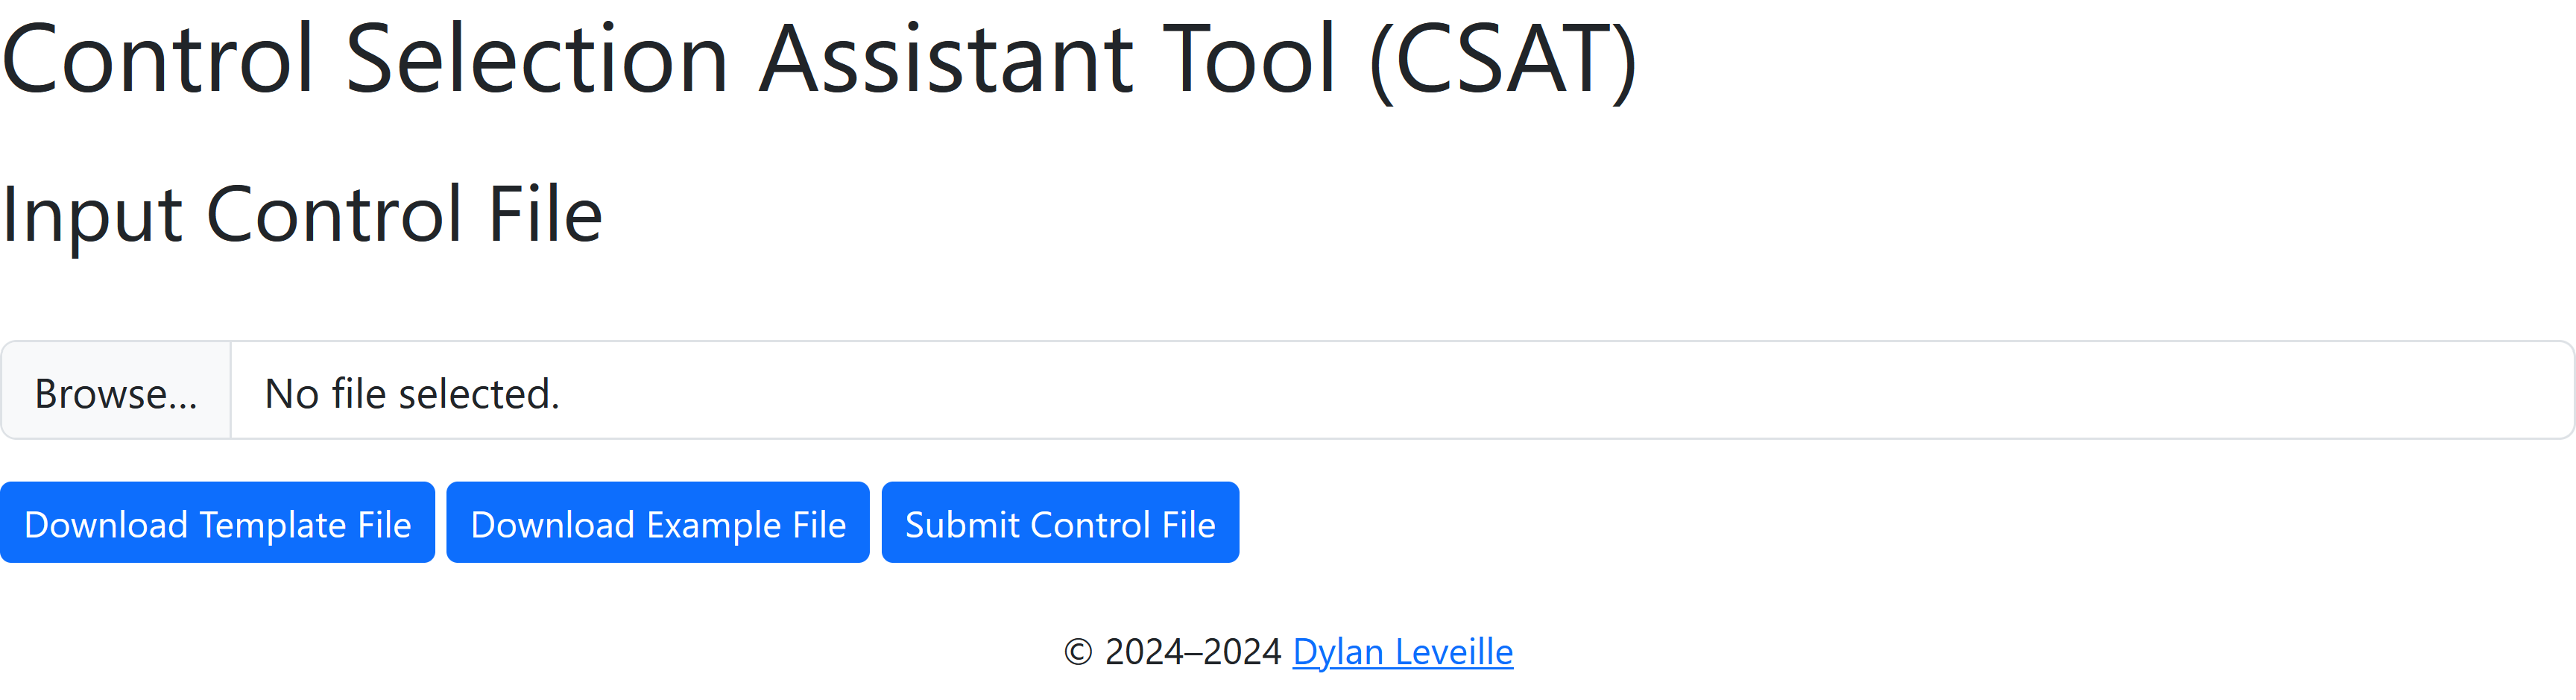 Control Selection Assistant Tool (CSAT)
Input Control File
Browse... No file selected.
Download Template File Download Example File Submit Control File
© 2024–2024 Dylan Leveille